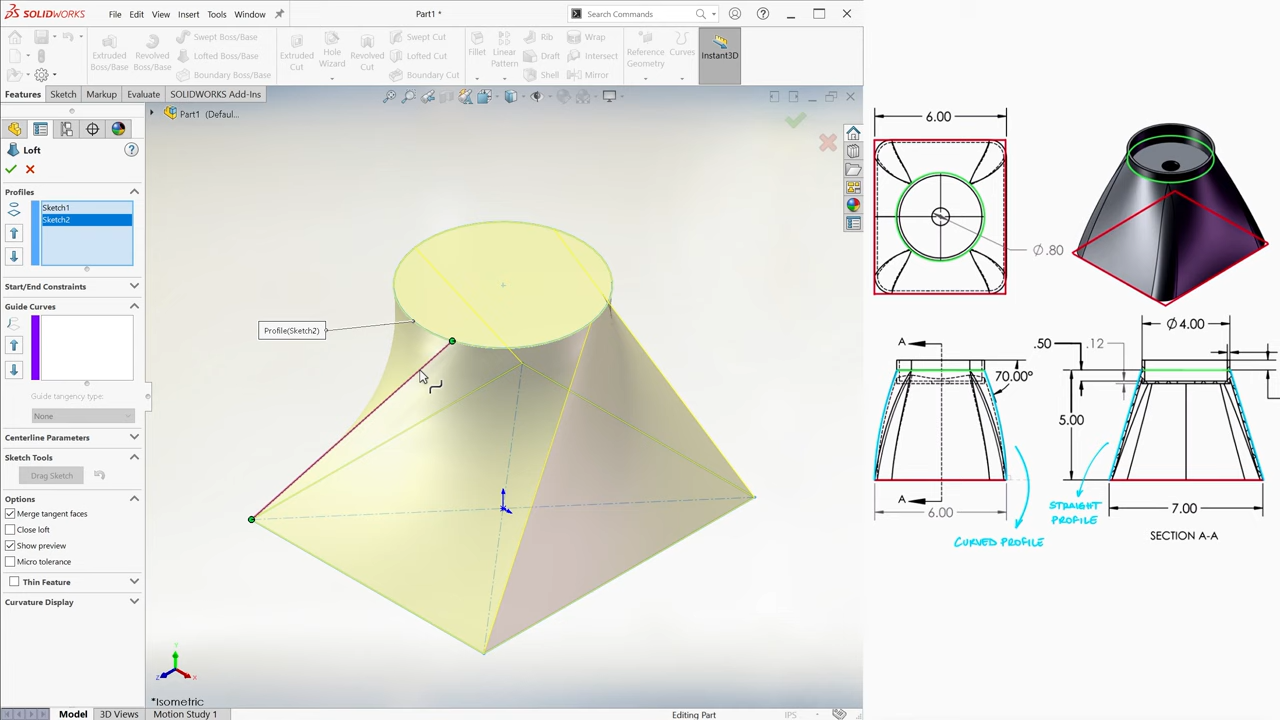 SOLIDWORKS File Edit View Insert Tools Window Part1 * Search Commands
Extruded Boss/Base
Revolved Boss/Base
Swept Boss/Base
Lofted Boss/Base
Boundary Boss/Base
Extruded Cut
Hole Wizard
Revolved Cut
Swept Cut
Lofted Cut
Boundary Cut
Fillet
Linear Pattern
Rib
Draft
Shell
Wrap
Intersect
Mirror
Reference Geometry
Curves
Instant3D
Features Sketch Markup Evaluate SOLIDWORKS Add-Ins
Part1 (Defaul...
Loft
Profiles
Sketch1
Sketch2
Start/End Constraints
Guide Curves
Guide tangency type:
None
Centerline Parameters
Sketch Tools
Drag Sketch
Options
Merge tangent faces
Close loft
Show preview
Micro tolerance
Thin Feature
Curvature Display
Profile(Sketch2)
*Isometric
Model 3D Views Motion Study 1
Editing Part IPS
6.00
Ø.80
Ø4.00
.50 .12
A
70.00°
5.00
A
6.00
STRAIGHT
PROFILE
7.00
CURVED PROFILE
SECTION A-A